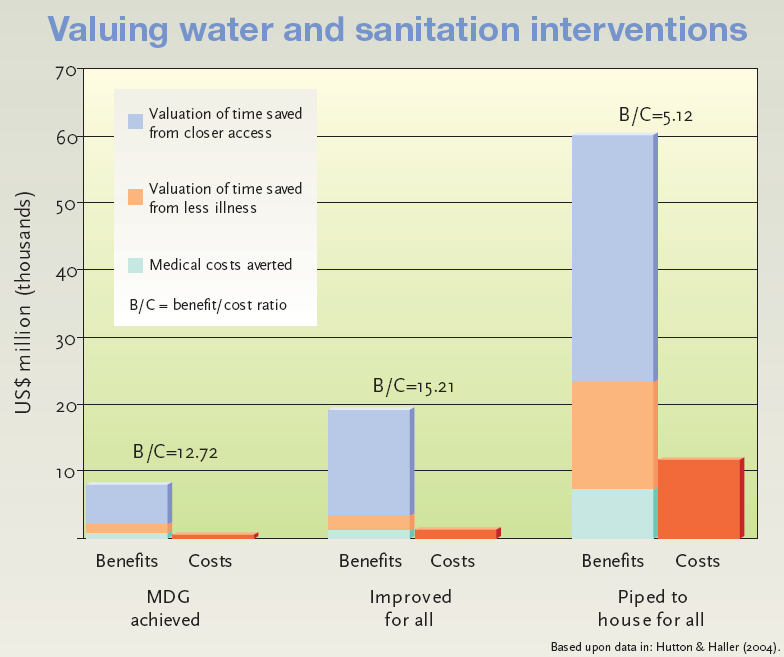 Valuing water and sanitation interventions
US$ million (thousands)
70
60
50
40
30
20
10
Valuation of time saved
from closer access
Valuation of time saved
from less illness
Medical costs averted
B/C = benefit/cost ratio
B/C=12.72
B/C=15.21
B/C=5.12
Benefits Costs
Benefits Costs
Benefits Costs
MDG
achieved
Improved
for all
Piped to
house for all
Based upon data in: Hutton & Haller (2004).